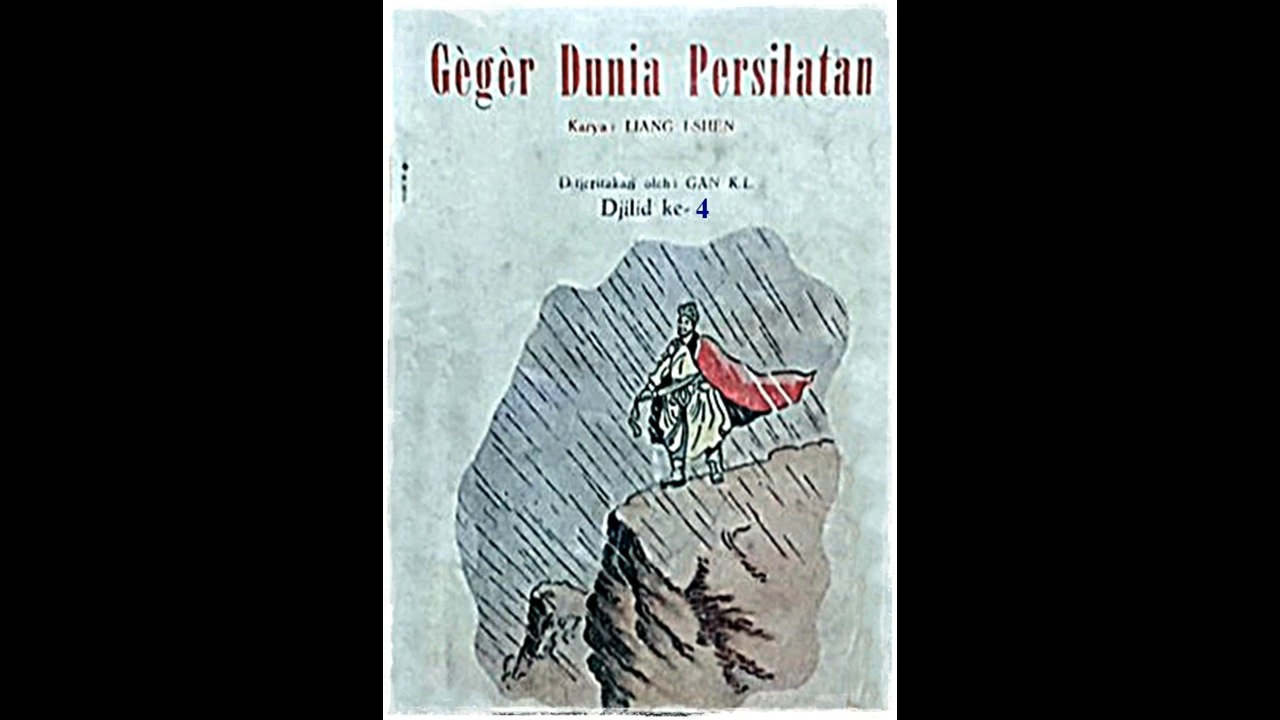 Gègèr Dunia Persilatan
Karya : LIANG I-SHEN
Ditjeritakan oleh : GAN K.L.
Djilid ke- 4